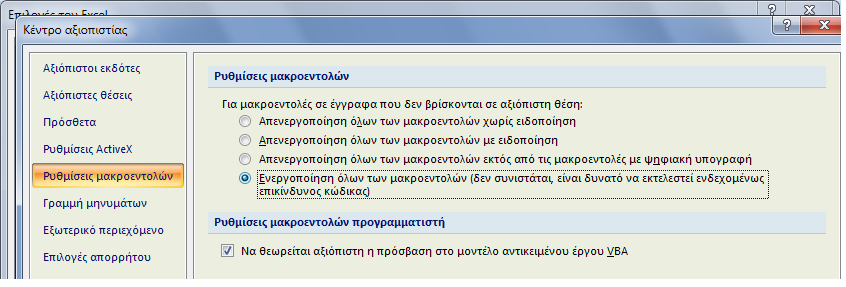 Επιλογές του Excel
Κέντρο αξιοπιστίας
Αξιόπιστοι εκδότες
Αξιόπιστες θέσεις
Πρόσθετα
Ρυθμίσεις ActiveX
Ρυθμίσεις μακροεντολών
Γραμμή μηνυμάτων
Εξωτερικό περιεχόμενο
Επιλογές απορρήτου
Ρυθμίσεις μακροεντολών
Για μακροεντολές σε έγγραφα που δεν βρίσκονται σε αξιόπιστη θέση:
Απενεργοποίηση όλων των μακροεντολών χωρίς ειδοποίηση
Απενεργοποίηση όλων των μακροεντολών με ειδοποίηση
Απενεργοποίηση όλων των μακροεντολών εκτός από τις μακροεντολές με ψηφιακή υπογραφή
Ενεργοποίηση όλων των μακροεντολών (δεν συνιστάται, είναι δυνατό να εκτελεστεί ενδεχομένως
επικίνδυνος κώδικας)
Ρυθμίσεις μακροεντολών προγραμματιστή
Να θεωρείται αξιόπιστη η πρόσβαση στο μοντέλο αντικειμένου έργου VBA